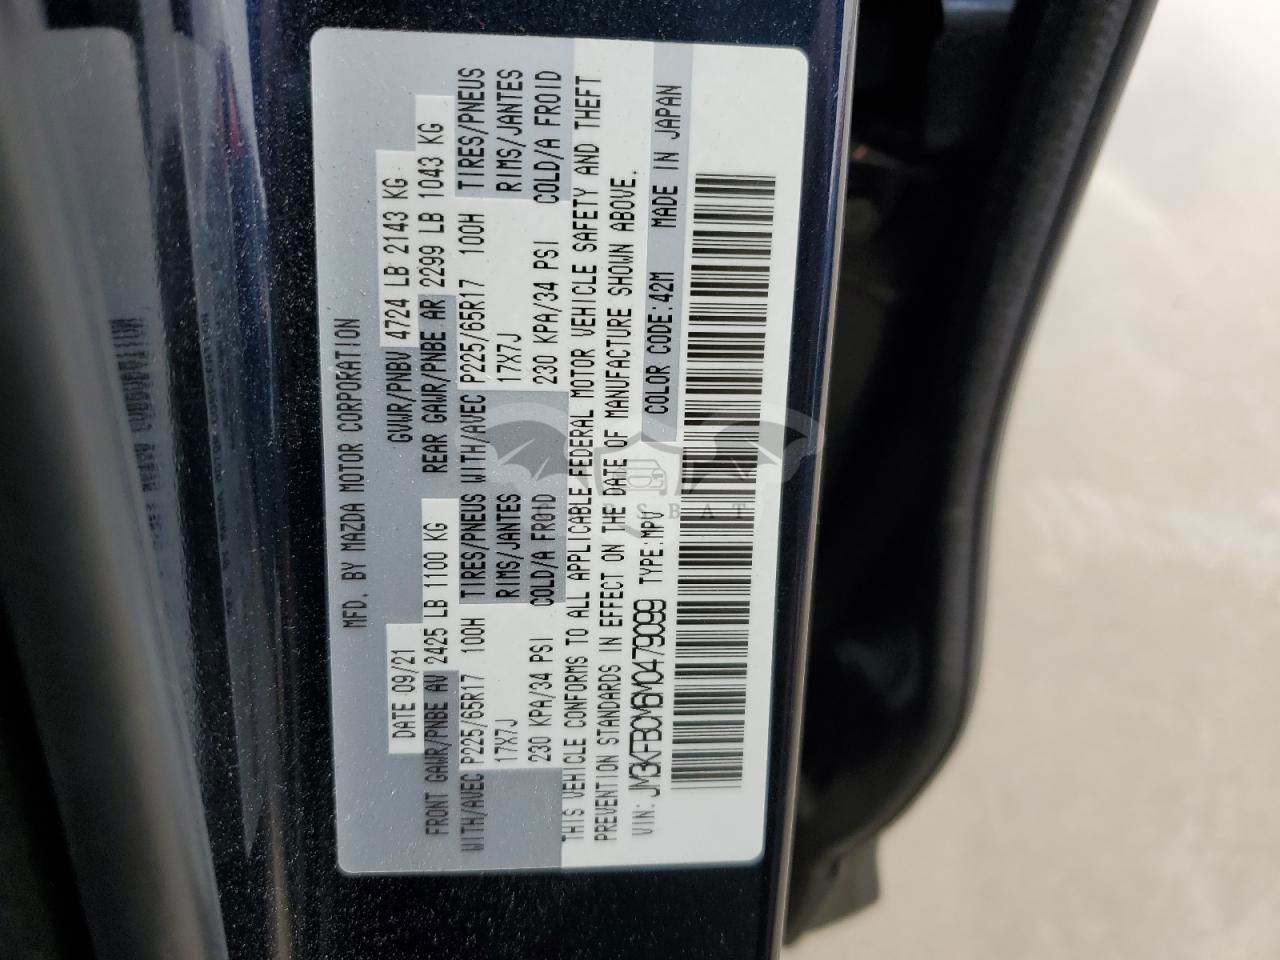 MFD. BY MAZDA MOTOR CORPORATION
DATE 09/21 GVWR/PNBV 4724 LB 2143 KG
FRONT GAWR/PNBE AV 2425 LB 1100 KG REAR GAWR/PNBE AR 2299 LB 1043 KG
WITH/AVEC P225/65R17 100H TIRES/PNEUS WITH/AVEC P225/65R17 100H TIRES/PNEUS
17X7J RIMS/JANTES 17X7J RIMS/JANTES
230 KPA/34 PSI COLD/A FROID 230 KPA/34 PSI COLD/A FROID
THIS VEHICLE CONFORMS TO ALL APPLICABLE FEDERAL MOTOR VEHICLE SAFETY AND THEFT
PREVENTION STANDARDS IN EFFECT ON THE DATE OF MANUFACTURE SHOWN ABOVE.
VIN: JM3KFBCM6M0479099 TYPE:MPV COLOR CODE:42M MADE IN JAPAN
SBAT